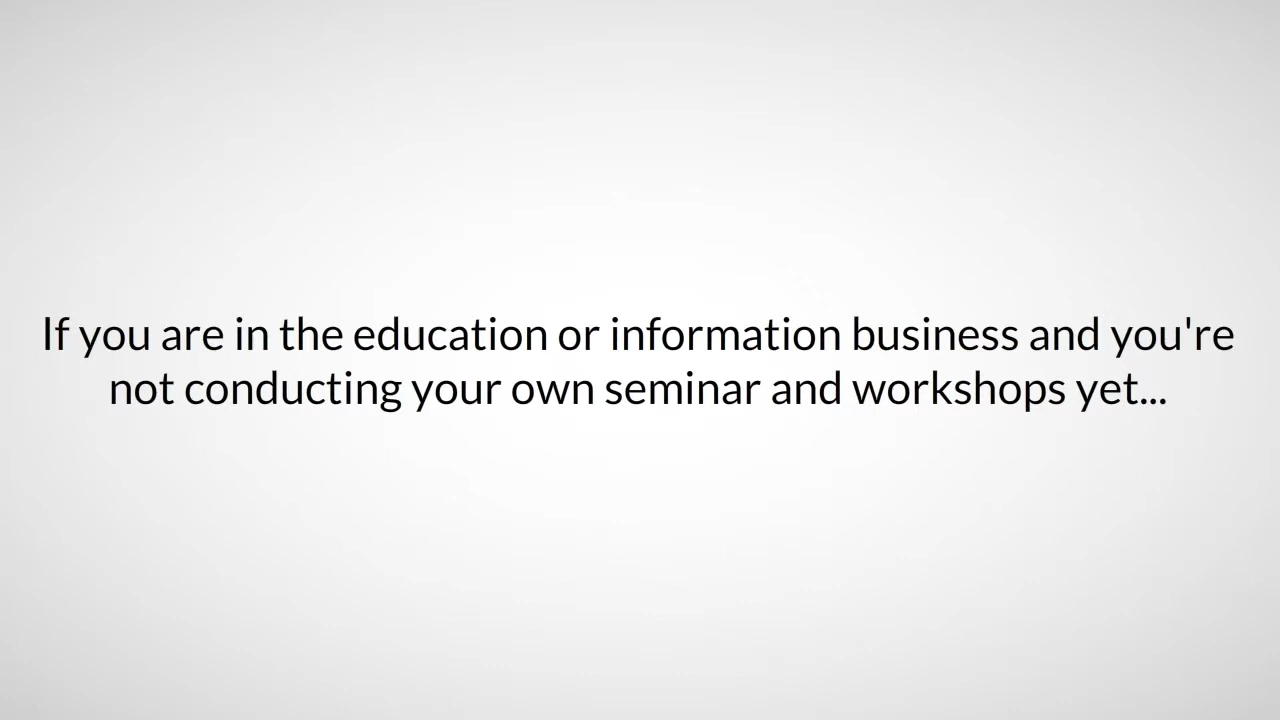 If you are in the education or information business and you're
not conducting your own seminar and workshops yet...